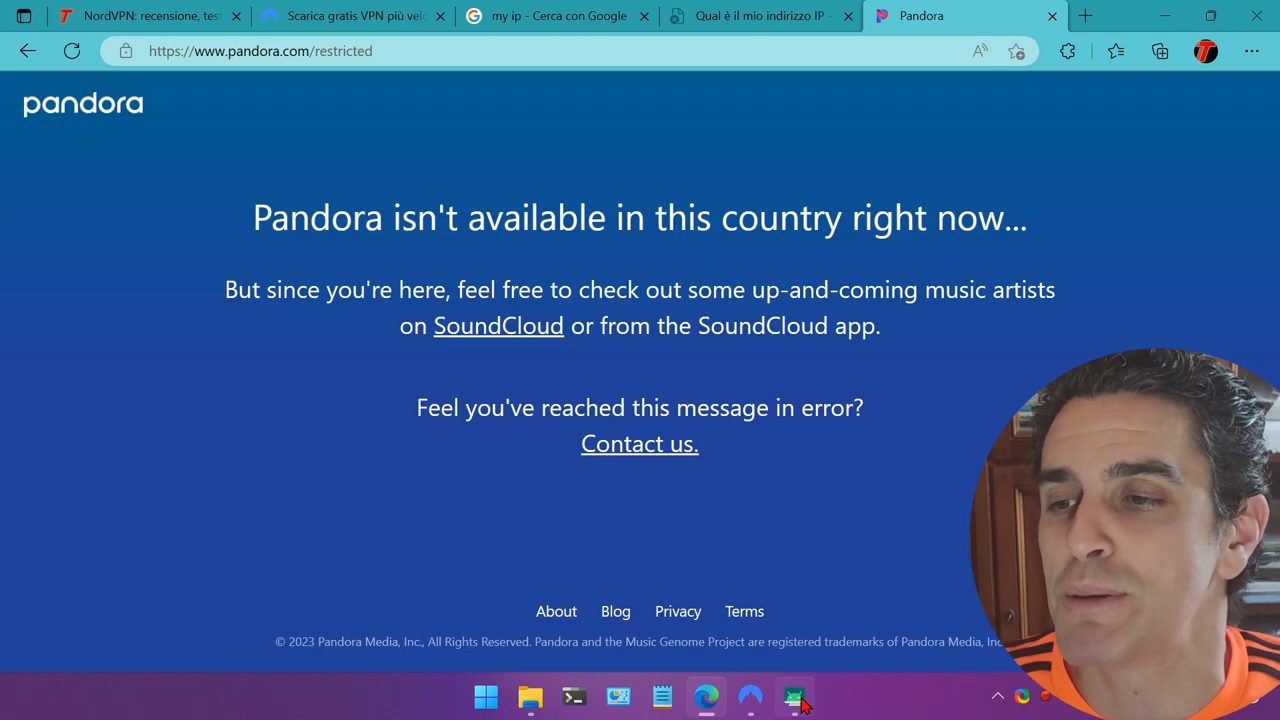 NordVPN: recensione, test
Scarica gratis VPN più velo
my ip - Cerca con Google
Qual è il mio indirizzo IP -
Pandora
https://www.pandora.com/restricted
pandora
Pandora isn't available in this country right now...
But since you're here, feel free to check out some up-and-coming music artists
on SoundCloud or from the SoundCloud app.
Feel you've reached this message in error?
Contact us.
About Blog Privacy Terms
© 2023 Pandora Media, Inc., All Rights Reserved. Pandora and the Music Genome Project are registered trademarks of Pandora Media, Inc